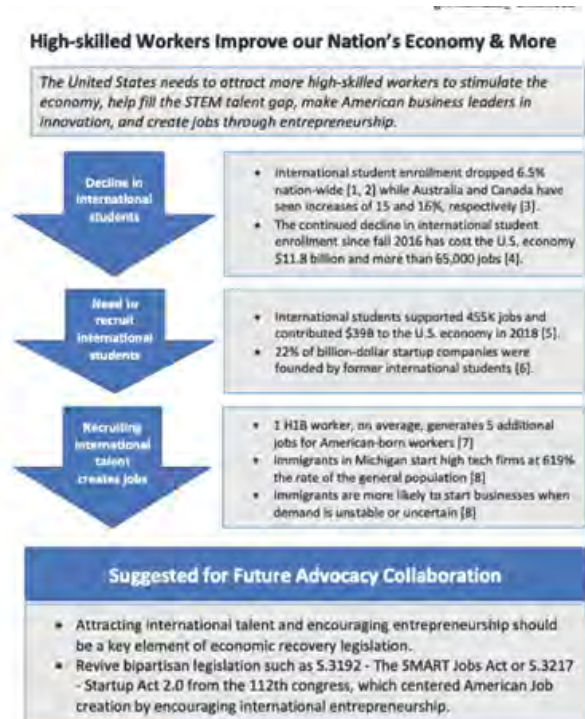 High-skilled Workers Improve our Nation's Economy & More
The United States needs to attract more high-skilled workers to stimulate the
economy, help fill the STEM talent gap, make American business leaders in
innovation, and create jobs through entrepreneurship.
Decline in
international
students
• International student enrollment dropped 6.5%
nation-wide [1, 2] while Australia and Canada have
seen increases of 15 and 16%, respectively [3].
• The continued decline in international student
enrollment since fall 2016 has cost the U.S. economy
$11.8 billion and more than 65,000 jobs [4].
Need to
recruit
international
students
• International students supported 455K jobs and
contributed $39B to the U.S. economy in 2018 [5].
• 22% of billion-dollar startup companies were
founded by former international students [6].
Recruiting
international
talent
creates jobs
• 1 H1B worker, on average, generates 5 additional
jobs for American-born workers [7]
• Immigrants in Michigan start high tech firms at 619%
the rate of the general population [8]
• Immigrants are more likely to start businesses when
demand is unstable or uncertain [8]
Suggested for Future Advocacy Collaboration
• Attracting international talent and encouraging entrepreneurship should
be a key element of economic recovery legislation.
• Revive bipartisan legislation such as S.3192 - The SMART Jobs Act or S.3217
- Startup Act 2.0 from the 112th congress, which centered American Job
creation by encouraging international entrepreneurship.